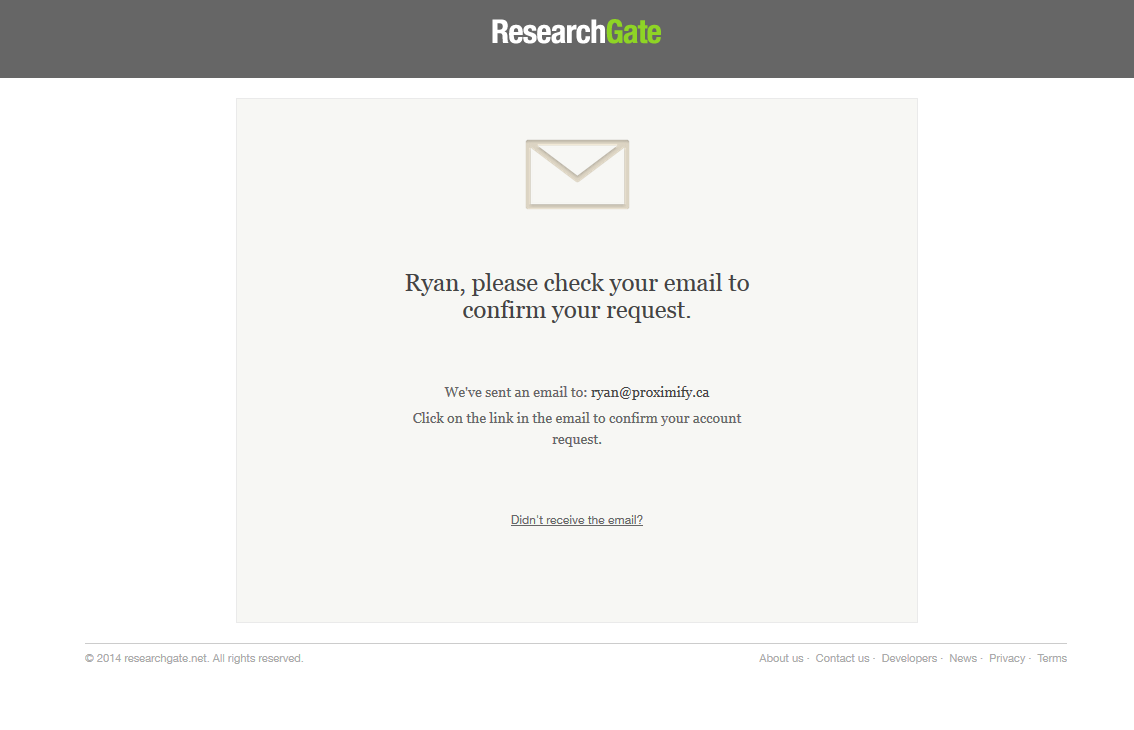 ResearchGate
Ryan, please check your email to
confirm your request.
We've sent an email to: ryan@proximify.ca
Click on the link in the email to confirm your account
request.
Didn't receive the email?
© 2014 researchgate.net. All rights reserved.
About us · Contact us · Developers · News · Privacy · Terms